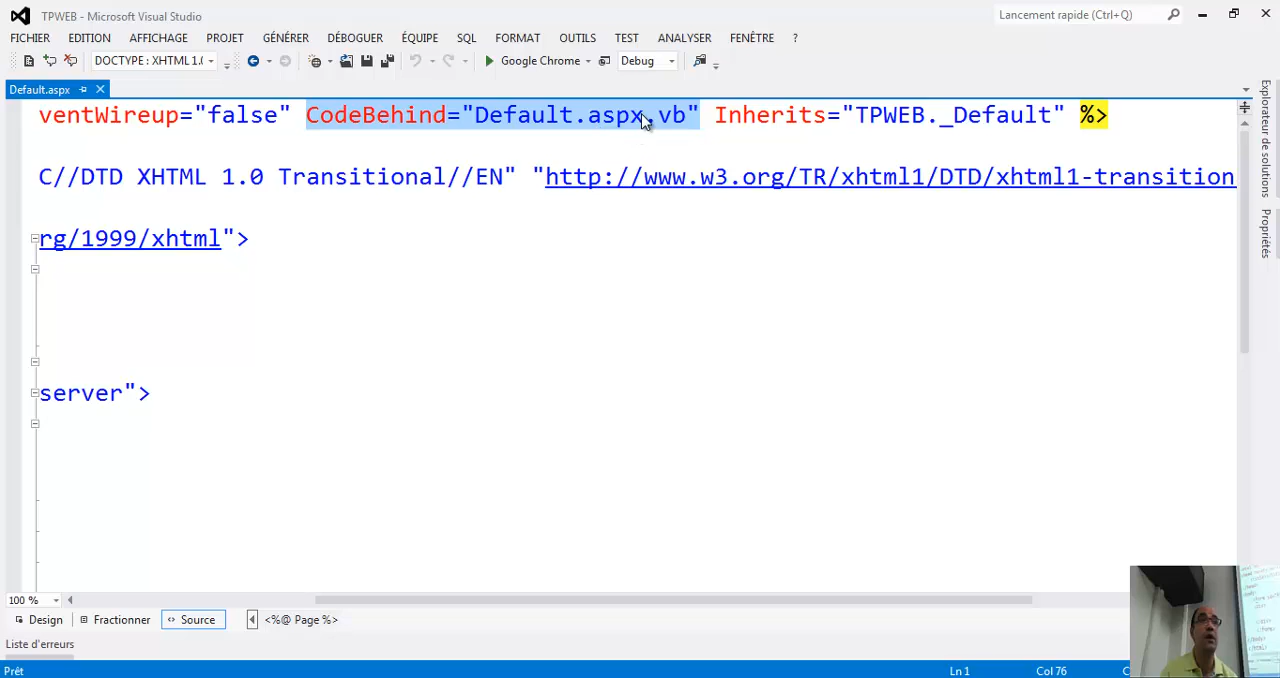 TPWEB - Microsoft Visual Studio
Lancement rapide (Ctrl+Q)
FICHIER EDITION AFFICHAGE PROJET GÉNÉRER DÉBOGUER ÉQUIPE SQL FORMAT OUTILS TEST ANALYSER FENÊTRE ?
DOCTYPE : XHTML 1.0 Google Chrome Debug
Default.aspx
ventWireup="false" CodeBehind="Default.aspx.vb" Inherits="TPWEB._Default" %>
C//DTD XHTML 1.0 Transitional//EN" "http://www.w3.org/TR/xhtml1/DTD/xhtml1-transition
rg/1999/xhtml">
server">
Explorateur de solutions
Propriétés
100 %
Design Fractionner Source <%@ Page %>
Liste d'erreurs
Prêt Ln 1 Col 76 C